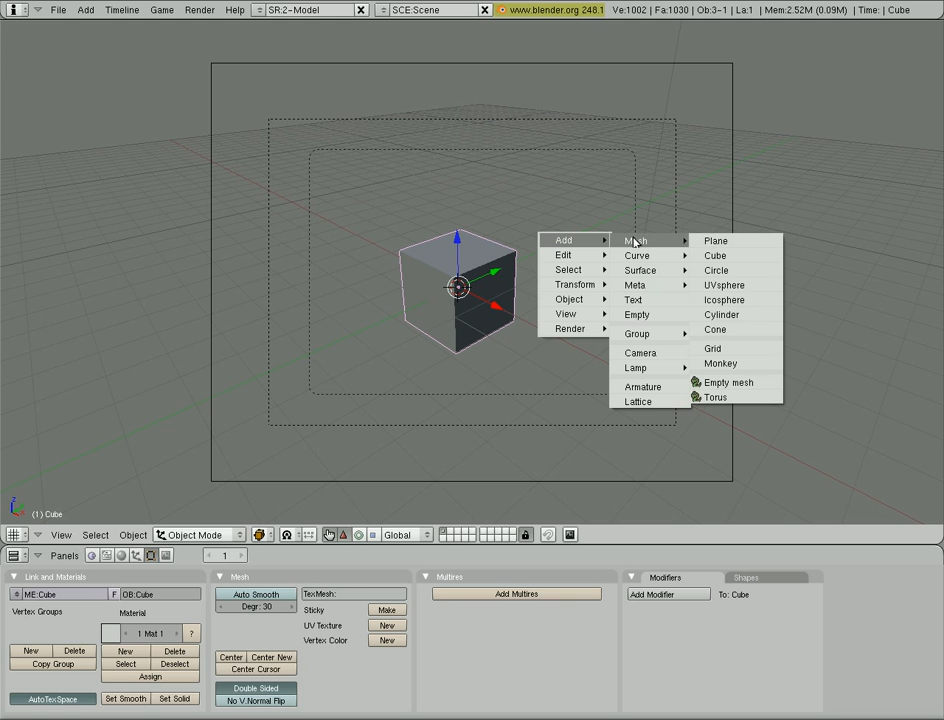 File Add Timeline Game Render Help SR:2-Model SCE:Scene www.blender.org 248.1 Ve:1002 | Fa:1030 | Ob:3-1 | La:1 | Mem:2.52M (0.09M) | Time: | Cube
Add Mesh Plane
Edit Curve Cube
Select Surface Circle
Transform Meta UVsphere
Object Text Icosphere
View Empty Cylinder
Render Group Cone
Camera Grid
Lamp Monkey
Armature Empty mesh
Lattice Torus
z
(1) Cube
View Select Object Object Mode Global
Panels 1
Link and Materials Mesh Multires Modifiers Shapes
ME:Cube F OB:Cube Auto Smooth TexMesh: Add Multires Add Modifier To: Cube
Vertex Groups Material Degr: 30 Sticky Make
1 Mat 1 ? UV Texture New
Vertex Color New
New Delete New Delete Center Center New
Copy Group Select Deselect Center Cursor
Assign
Double Sided
AutoTexSpace Set Smooth Set Solid No V.Normal Flip